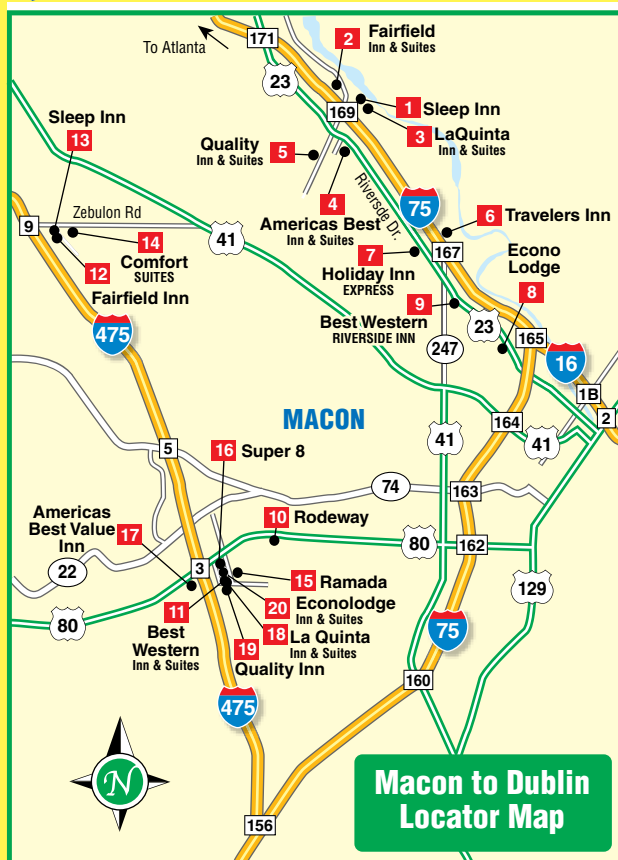 171
To Atlanta
2 Fairfield
Inn & Suites
23
169
1 Sleep Inn
3 LaQuinta
Inn & Suites
Sleep Inn
13
Quality
Inn & Suites
5
4
Americas Best
Inn & Suites
Riversde Dr.
75
6 Travelers Inn
Zebulon Rd
9
41
14
Comfort
SUITES
12
Fairfield Inn
7
Holiday Inn
EXPRESS
167
Econo
Lodge
8
9
Best Western
RIVERSIDE INN
23
165
16
475
247
1B
2
MACON
164
41
41
5
16 Super 8
74
163
Americas
Best Value
Inn
17
10 Rodeway
80
162
22
3
15 Ramada
129
20 Econolodge
Inn & Suites
80
11
Best
Western
Inn & Suites
18 La Quinta
Inn & Suites
19
Quality Inn
75
160
475
N
156
Macon to Dublin
Locator Map